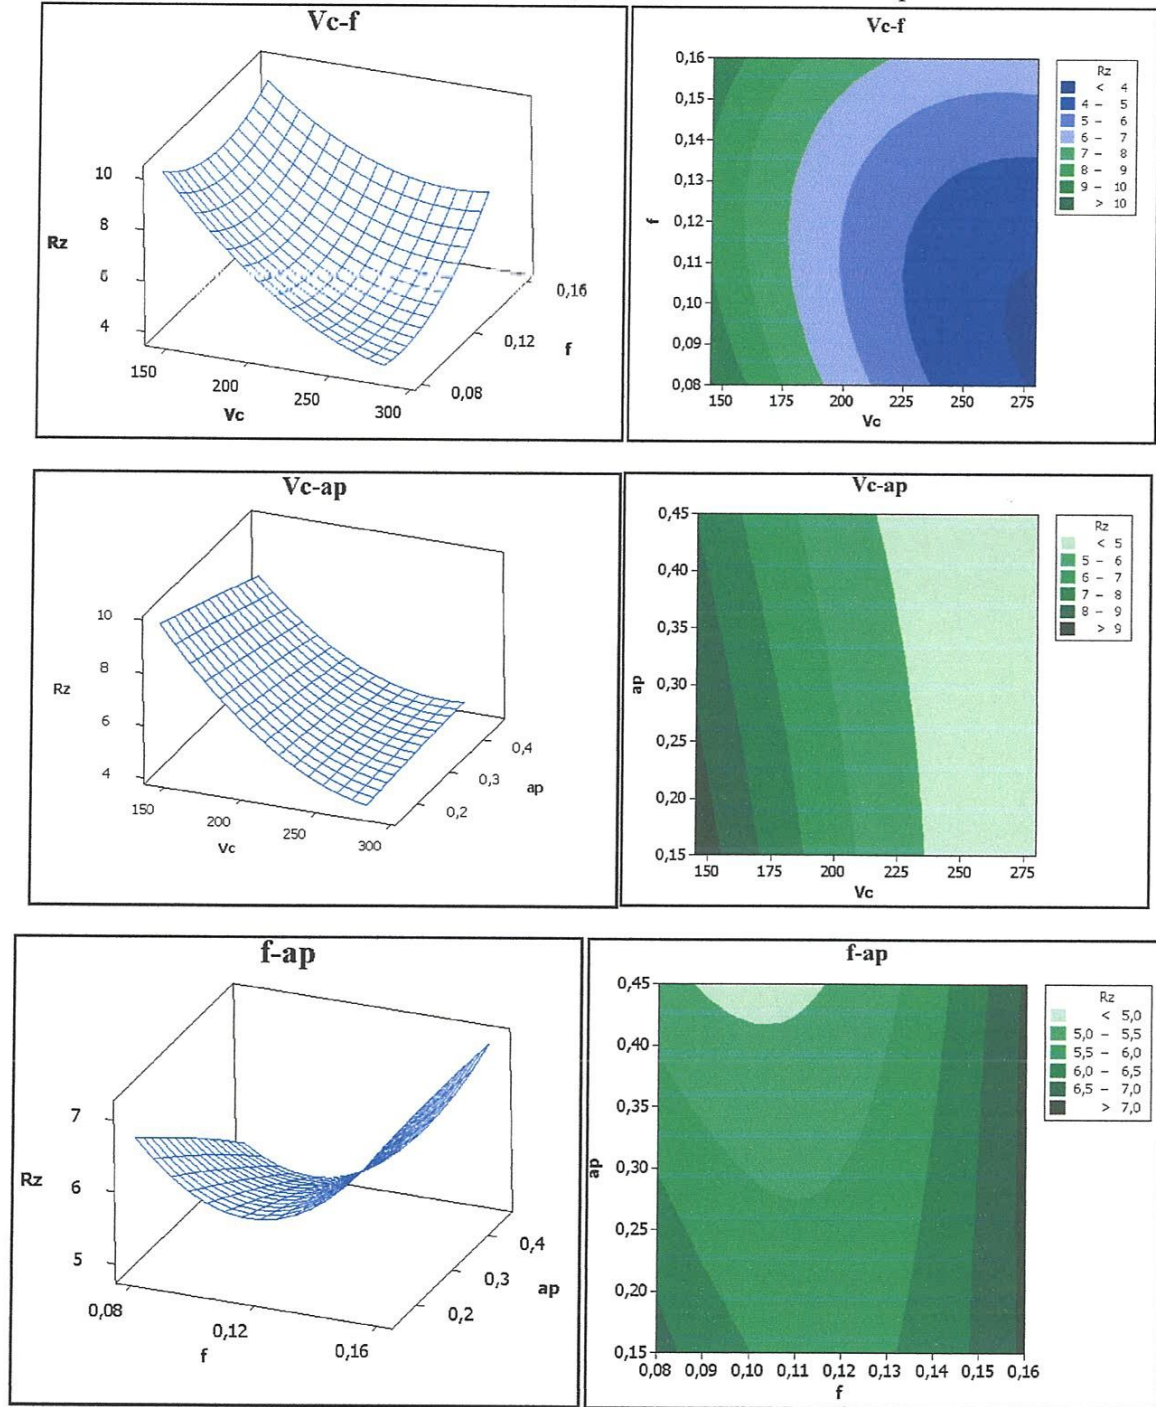 Vc-f
10
8
Rz
6
4
150
200
250
300
Vc
0,08
0,12
0,16
f
Vc-f
0,16
0,15
0,14
0,13
0,12
0,11
0,10
0,09
0,08
f
150
175
200
225
250
275
Vc
Rz
< 4
4 – 5
5 – 6
6 – 7
7 – 8
8 – 9
9 – 10
> 10
Vc-ap
10
8
Rz
6
4
150
200
250
300
Vc
0,2
0,3
0,4
ap
Vc-ap
0,45
0,40
0,35
0,30
0,25
0,20
0,15
ap
150
175
200
225
250
275
Vc
Rz
< 5
5 – 6
6 – 7
7 – 8
8 – 9
> 9
f-ap
7
Rz
6
5
0,08
0,12
0,16
f
0,2
0,3
0,4
ap
f-ap
0,45
0,40
0,35
0,30
0,25
0,20
0,15
ap
0,08 0,09 0,10 0,11 0,12 0,13 0,14 0,15 0,16
f
Rz
< 5,0
5,0 – 5,5
5,5 – 6,0
6,0 – 6,5
6,5 – 7,0
> 7,0